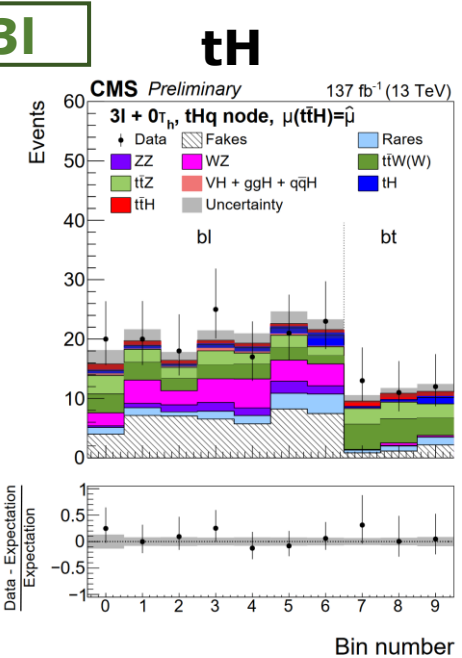 3l
tH
CMS Preliminary 137 fb⁻¹ (13 TeV)
Events
3l + 0τₕ, tHq node, μ(tt̄H)=μ̂
Data Fakes Rares
ZZ WZ tt̄W(W)
tt̄Z VH + ggH + qq̄H tH
tt̄H Uncertainty
bl bt
60
50
40
30
20
10
0
Data - Expectation
Expectation
1
0.5
0
−0.5
−1
0 1 2 3 4 5 6 7 8 9
Bin number